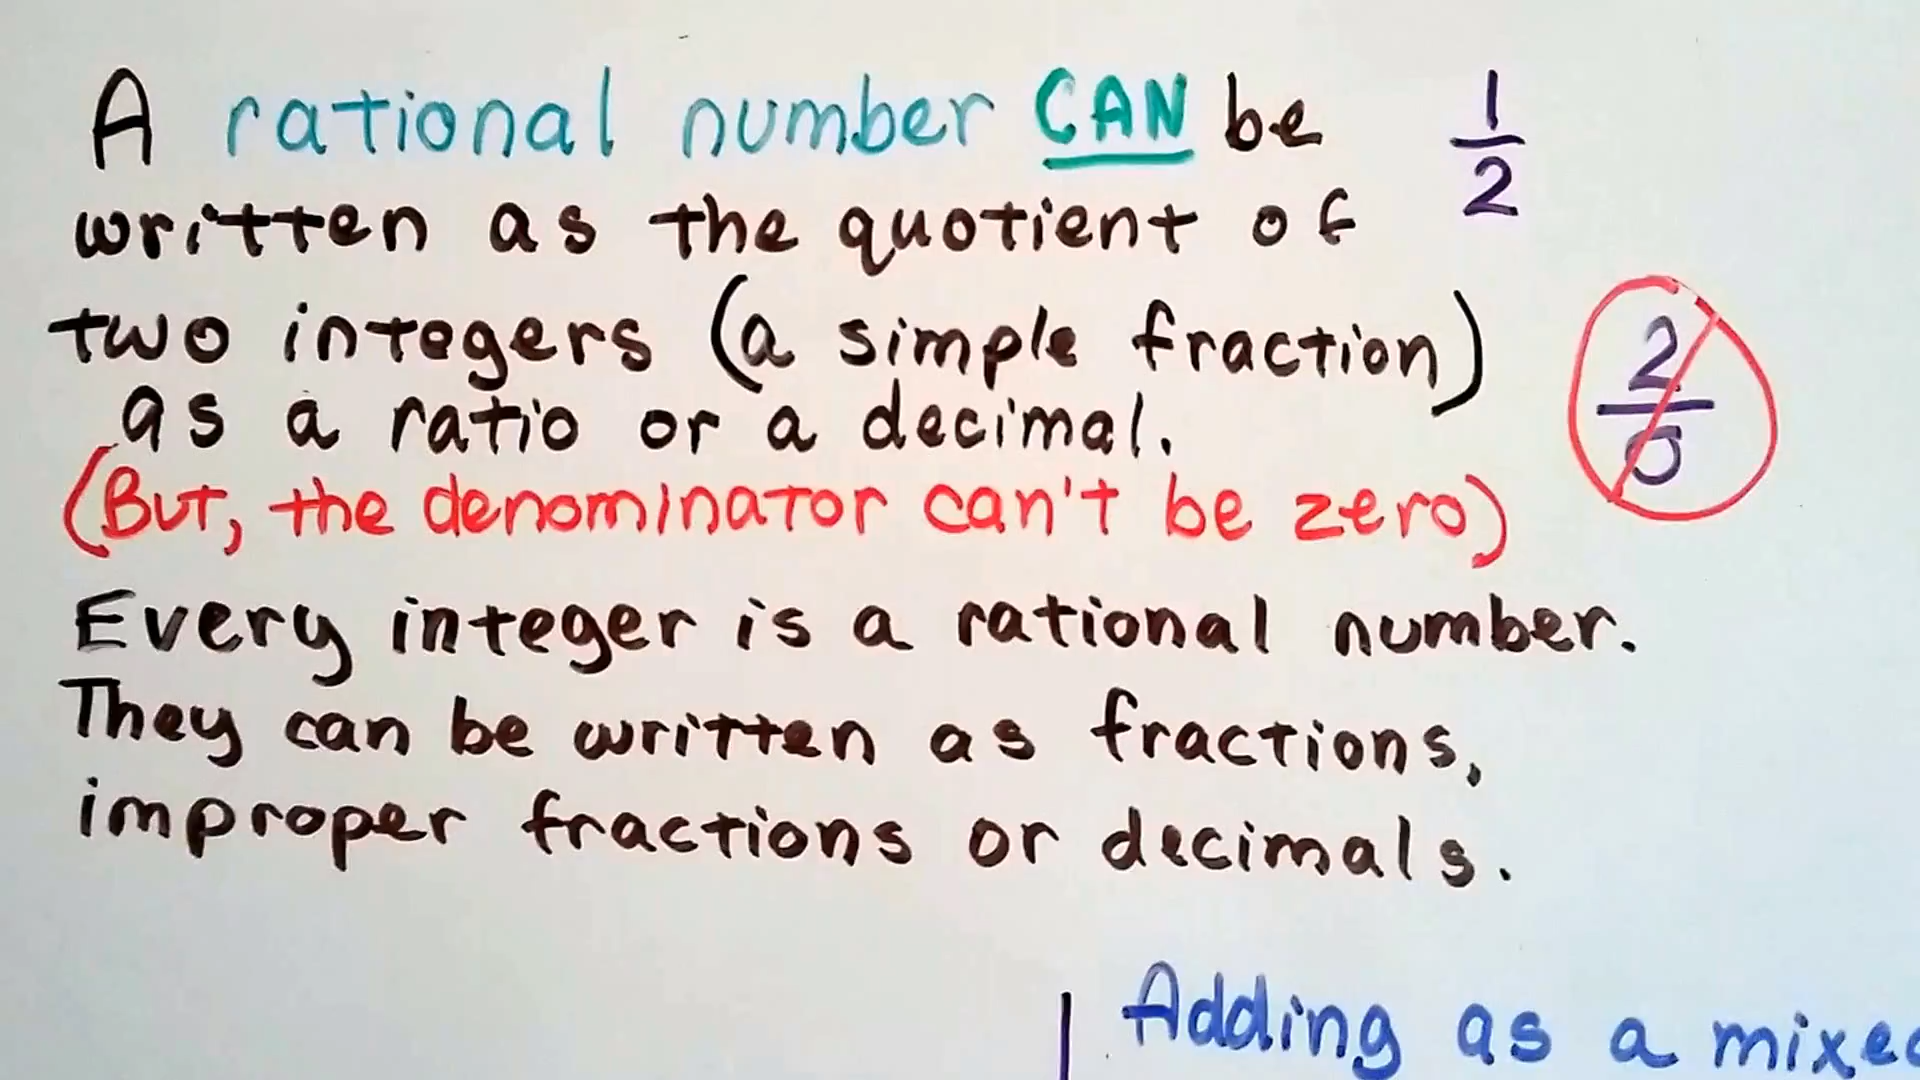 A rational number CAN be
written as the quotient of
two integers (a simple fraction)
as a ratio or a decimal.
(But, the denominator can't be zero)
Every integer is a rational number.
They can be written as fractions,
improper fractions or decimals.
1
2
2
0
Adding as a mixed